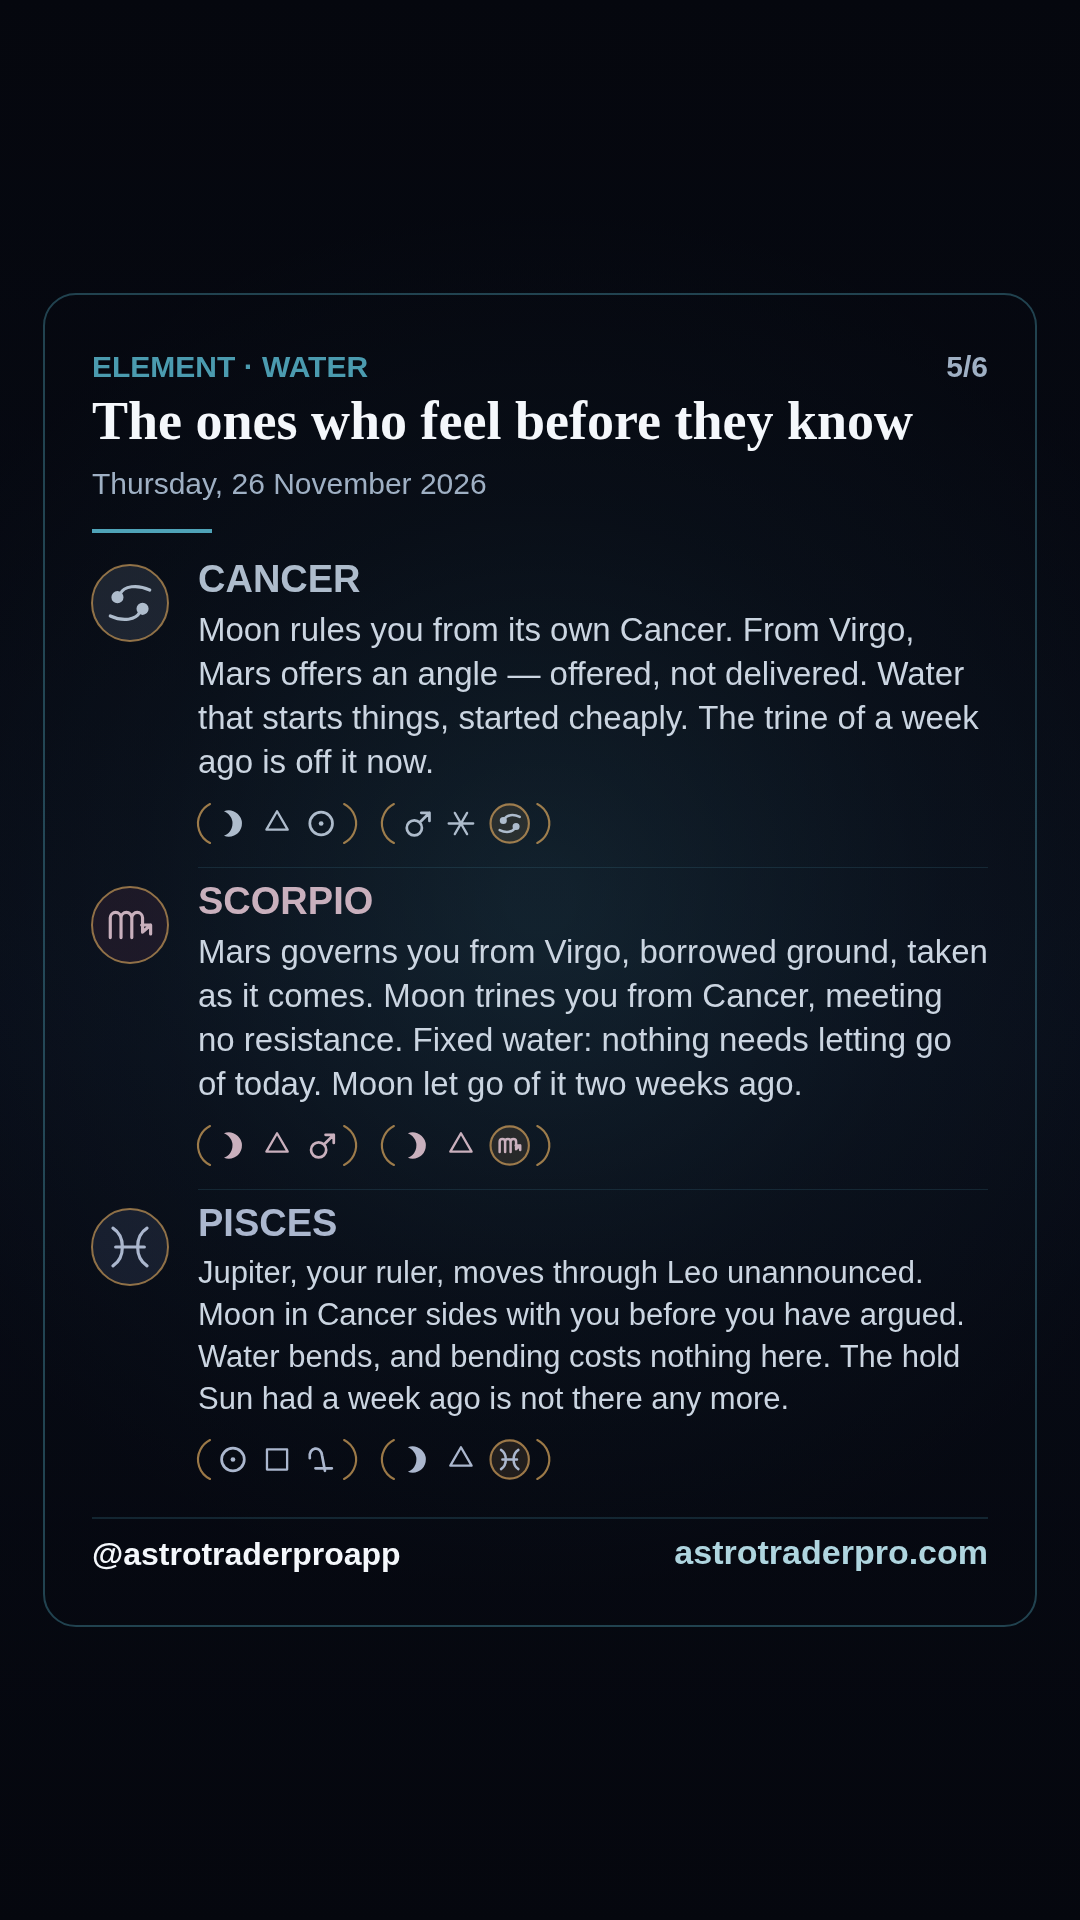 ELEMENT · WATER
5/6
The ones who feel before they know
Thursday, 26 November 2026
CANCER
Moon rules you from its own Cancer. From Virgo,
Mars offers an angle — offered, not delivered. Water
that starts things, started cheaply. The trine of a week
ago is off it now.
SCORPIO
Mars governs you from Virgo, borrowed ground, taken
as it comes. Moon trines you from Cancer, meeting
no resistance. Fixed water: nothing needs letting go
of today. Moon let go of it two weeks ago.
PISCES
Jupiter, your ruler, moves through Leo unannounced.
Moon in Cancer sides with you before you have argued.
Water bends, and bending costs nothing here. The hold
Sun had a week ago is not there any more.
@astrotraderproapp
astrotraderpro.com